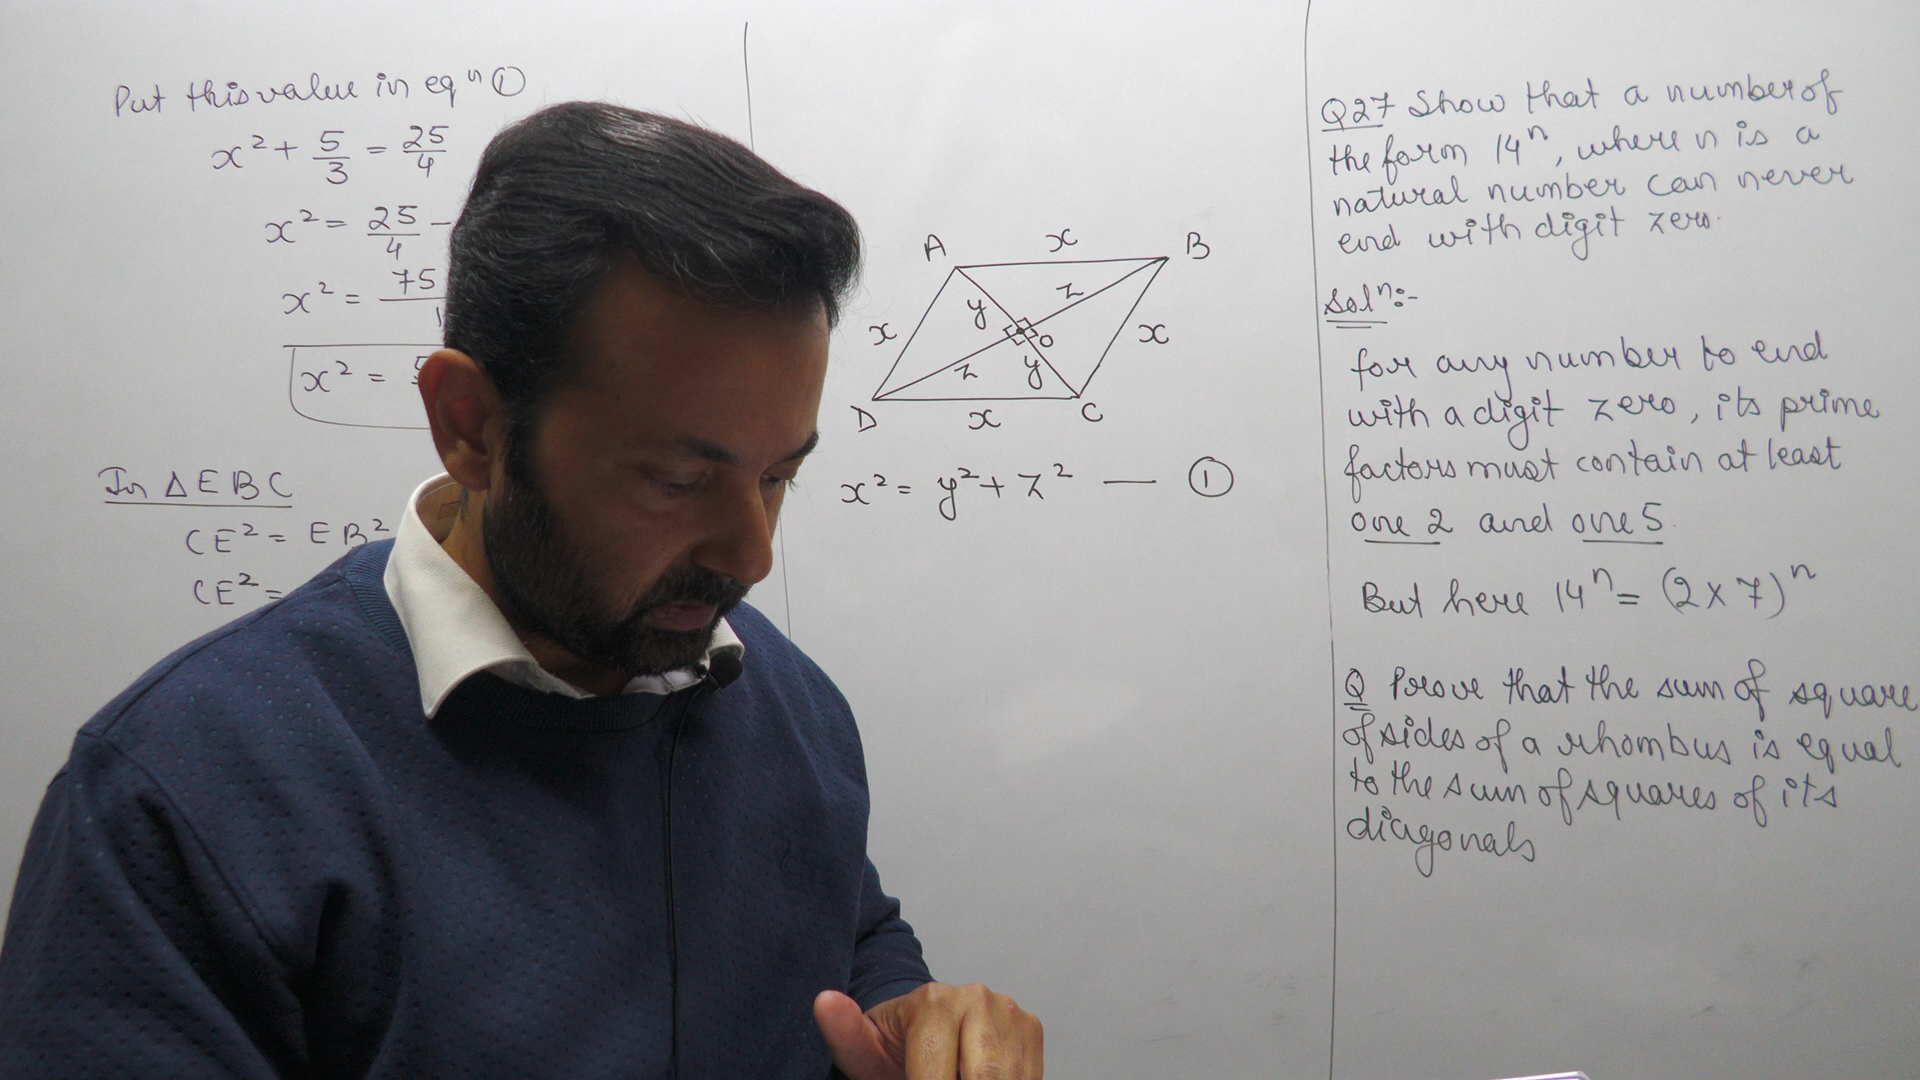 Put this value in eqⁿ ①
x² + 5/3 = 25/4
x² = 25/4 -
x² = 75
x² =
In △EBC
CE² = EB²
CE² =
A x B
y z
x o x
z y
D x C
x² = y² + z² — ①
Q27 Show that a number of
the form 14ⁿ, where n is a
natural number can never
end with digit zero.
Solⁿ:-
for any number to end
with a digit zero, its prime
factors must contain at least
one 2 and one 5.
But here 14ⁿ = (2 x 7)ⁿ
Q Prove that the sum of square
of sides of a rhombus is equal
to the sum of squares of its
diagonals